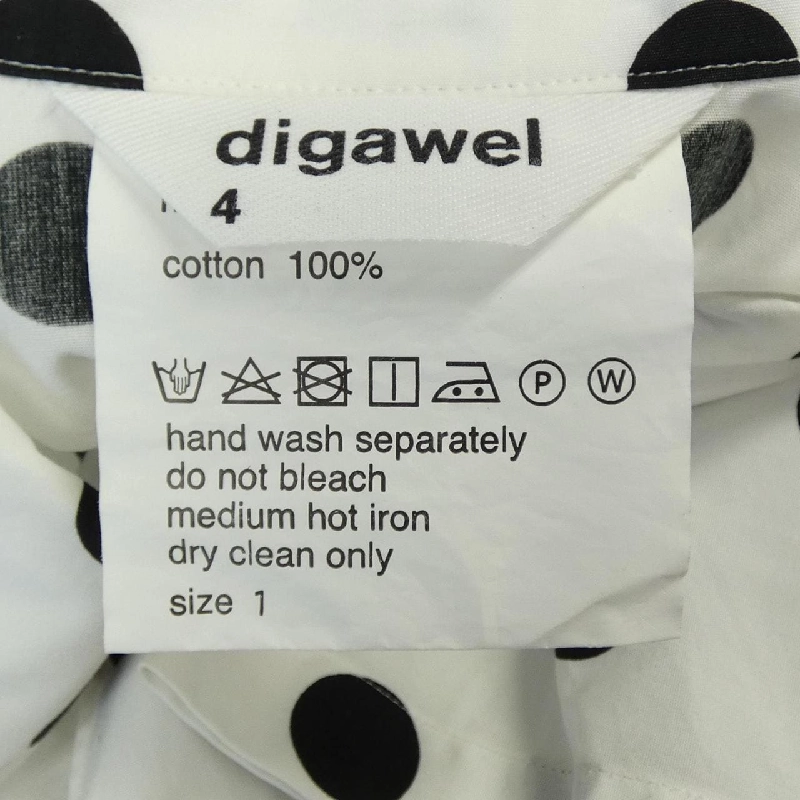 digawel
4
cotton 100%
P W
hand wash separately
do not bleach
medium hot iron
dry clean only
size 1